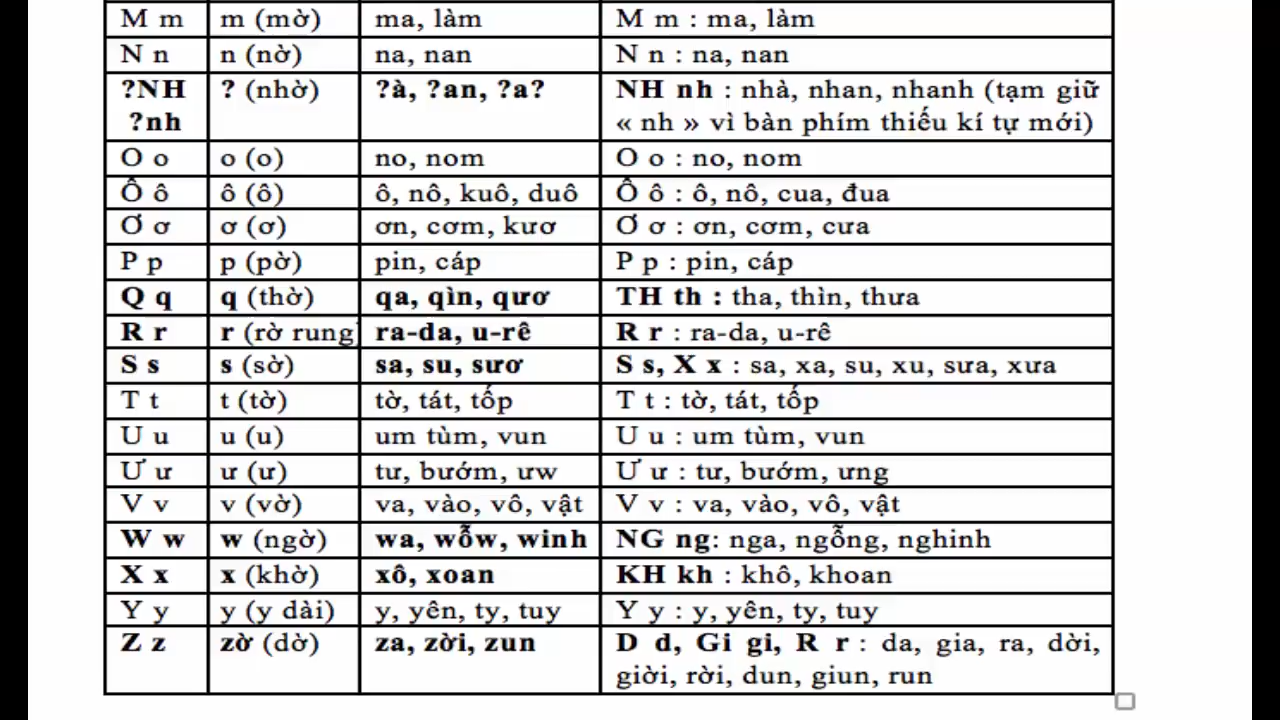 M m m (mờ) ma, làm M m : ma, làm
N n n (nờ) na, nan N n : na, nan
?NH ? (nhờ) ?à, ?an, ?a? NH nh : nhà, nhan, nhanh (tạm giữ
?nh « nh » vì bàn phím thiếu kí tự mới)
O o o (o) no, nom O o : no, nom
Ô ô ô (ô) ô, nô, kuô, duô Ô ô : ô, nô, cua, đua
Ơ ơ ơ (ơ) ơn, cơm, kươ Ơ ơ : ơn, cơm, cưa
P p p (pờ) pin, cáp P p : pin, cáp
Q q q (thờ) qa, qìn, qươ TH th : tha, thìn, thưa
R r r (rờ rung) ra-da, u-rê R r : ra-da, u-rê
S s s (sờ) sa, su, sươ S s, X x : sa, xa, su, xu, sưa, xưa
T t t (tờ) tờ, tát, tốp T t : tờ, tát, tốp
U u u (u) um tùm, vun U u : um tùm, vun
Ư ư ư (ư) tư, bướm, ưw Ư ư : tư, bướm, ưng
V v v (vờ) va, vào, vô, vật V v : va, vào, vô, vật
W w w (ngờ) wa, wỗw, winh NG ng: nga, ngỗng, nghinh
X x x (khờ) xô, xoan KH kh : khô, khoan
Y y y (y dài) y, yên, ty, tuy Y y : y, yên, ty, tuy
Z z zờ (dờ) za, zời, zun D d, Gi gi, R r : da, gia, ra, dời,
giời, rời, dun, giun, run